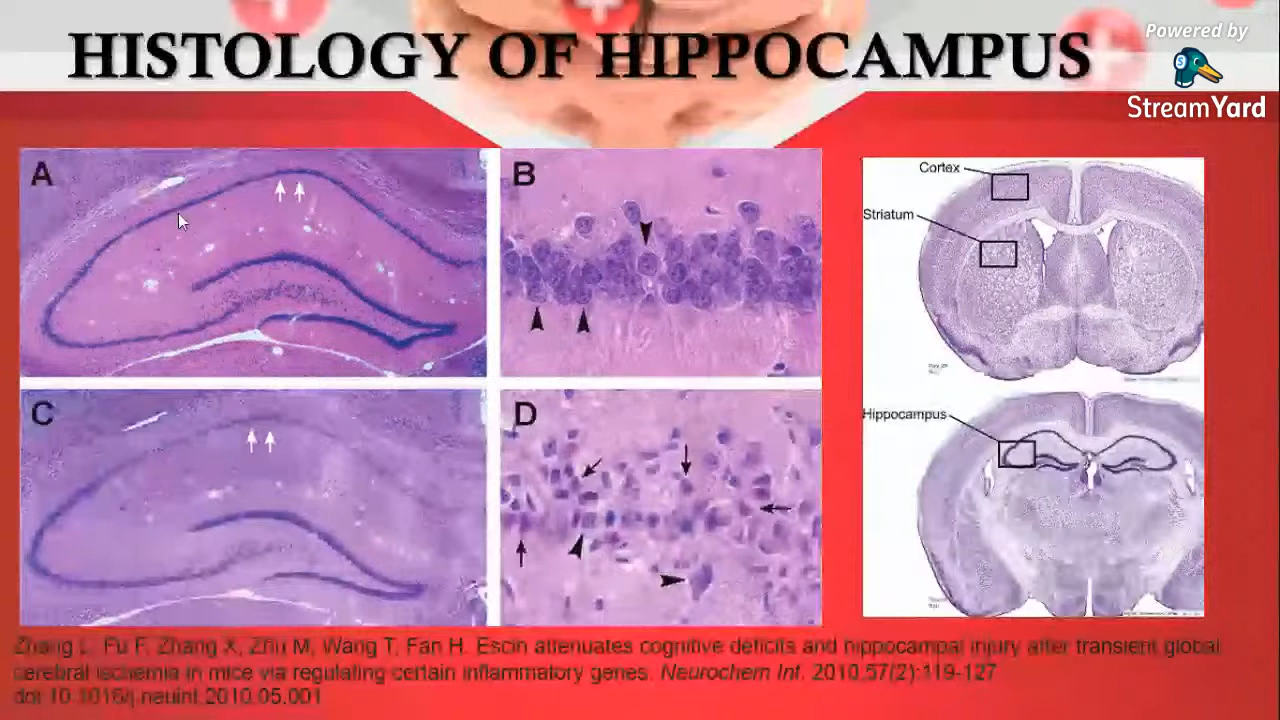 HISTOLOGY OF HIPPOCAMPUS
Powered by
StreamYard
A
B
C
D
Cortex
Striatum
Hippocampus
Zhang L, Fu F, Zhang X, Zhu M, Wang T, Fan H. Escin attenuates cognitive deficits and hippocampal injury after transient global
cerebral ischemia in mice via regulating certain inflammatory genes. Neurochem Int. 2010;57(2):119-127.
doi:10.1016/j.neuint.2010.05.001